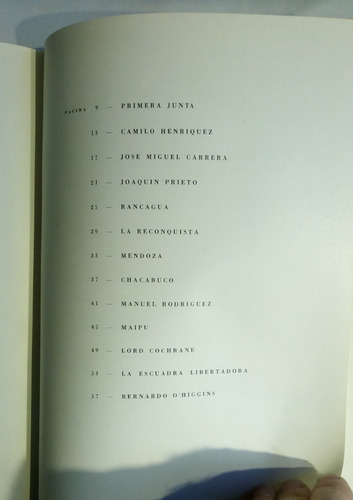 PAGINA 9 — PRIMERA JUNTA
13 — CAMILO HENRIQUEZ
17 — JOSE MIGUEL CARRERA
21 — JOAQUIN PRIETO
25 — RANCAGUA
29 — LA RECONQUISTA
33 — MENDOZA
37 — CHACABUCO
41 — MANUEL RODRIGUEZ
45 — MAIPU
49 — LORD COCHRANE
53 — LA ESCUADRA LIBERTADORA
57 — BERNARDO O'HIGGINS